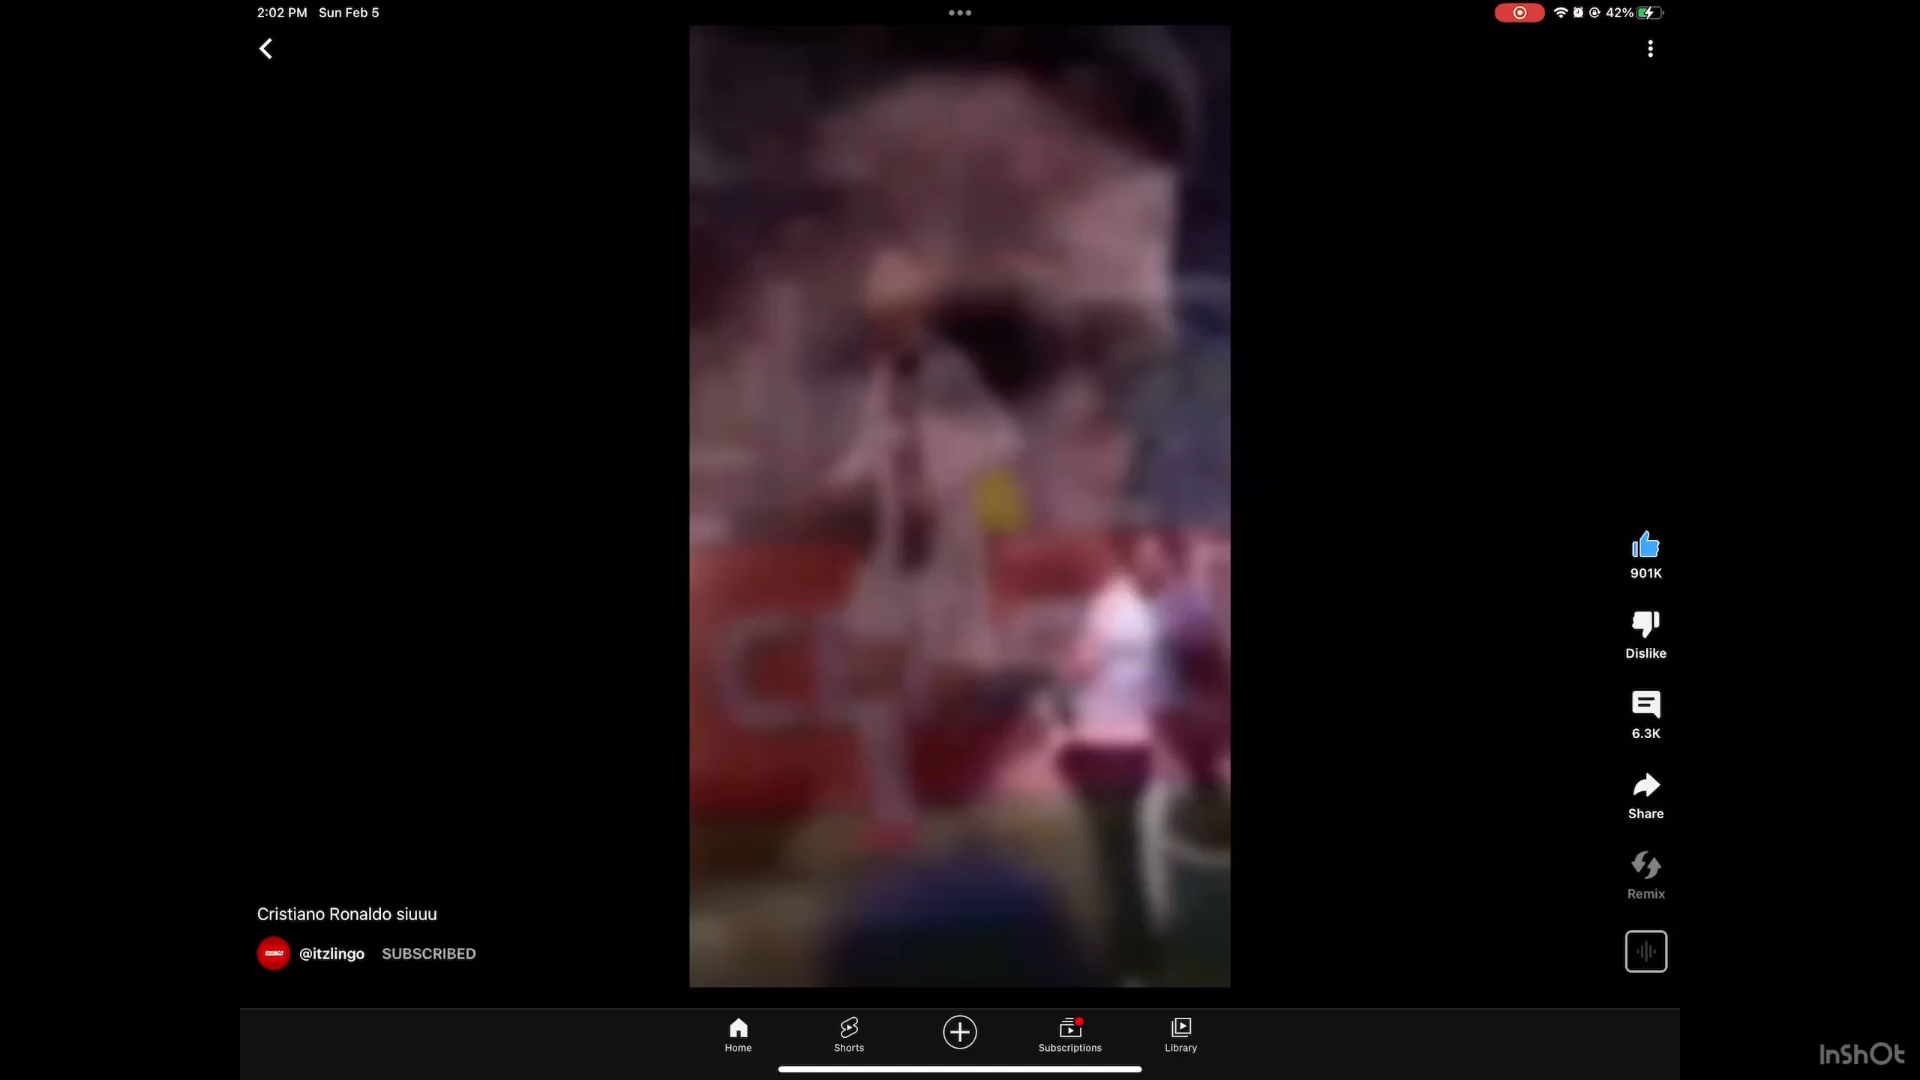 2:02 PM Sun Feb 5
42%
901K
Dislike
6.3K
Share
Remix
Cristiano Ronaldo siuuu
@itzlingo SUBSCRIBED
Home Shorts Subscriptions Library
InShOt